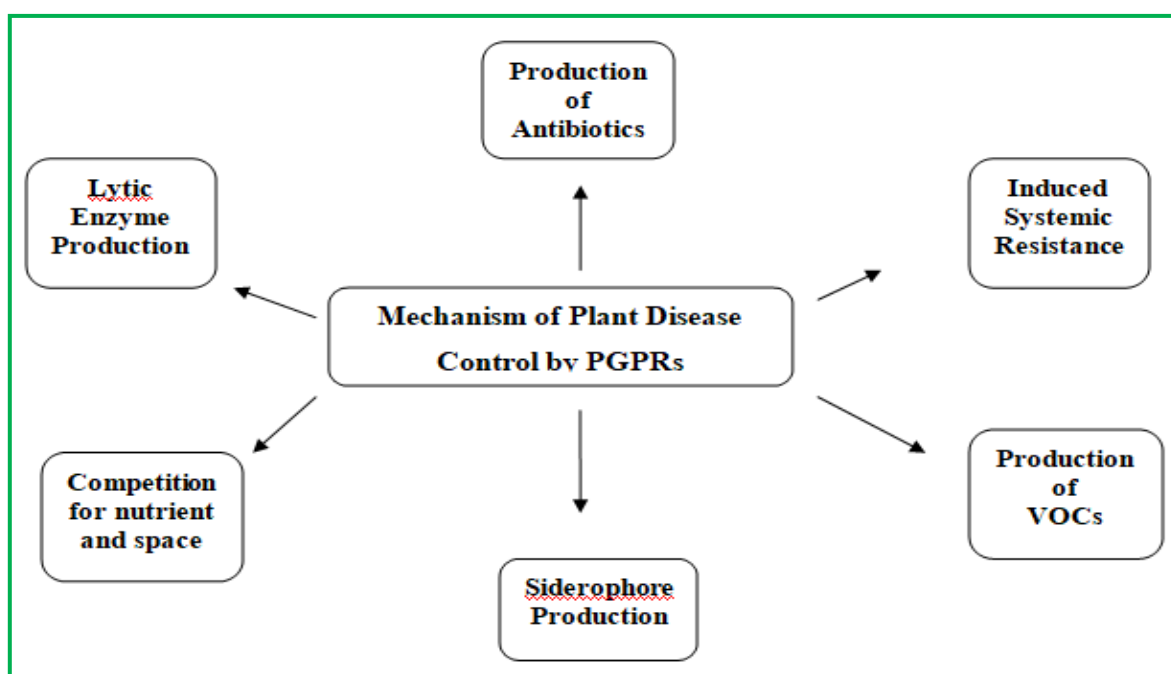 Production
of
Antibiotics
Lytic
Enzyme
Production
Induced
Systemic
Resistance
Mechanism of Plant Disease
Control by PGPRs
Competition
for nutrient
and space
Production
of
VOCs
Siderophore
Production